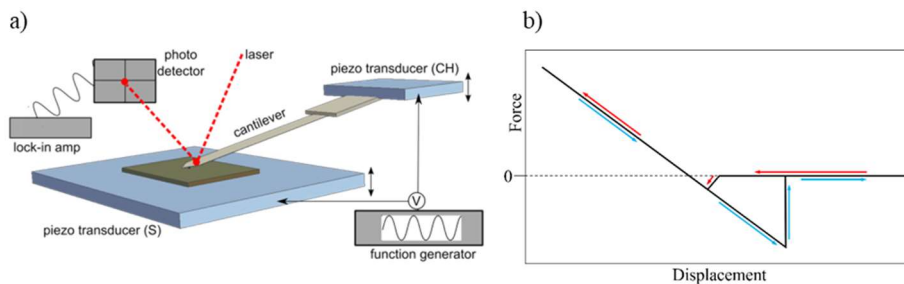 a)
photo
detector
laser
piezo transducer (CH)
cantilever
lock-in amp
piezo transducer (S)
V
function generator
b)
Force
0
Displacement